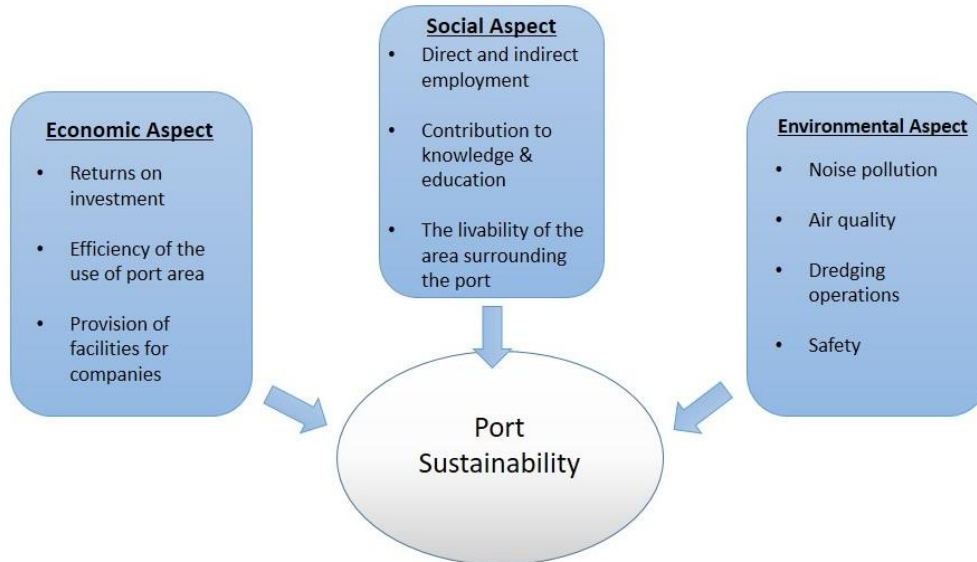 Economic Aspect
• Returns on
investment
• Efficiency of the
use of port area
• Provision of
facilities for
companies
Social Aspect
• Direct and indirect
employment
• Contribution to
knowledge &
education
• The livability of the
area surrounding
the port
Environmental Aspect
• Noise pollution
• Air quality
• Dredging
operations
• Safety
Port
Sustainability